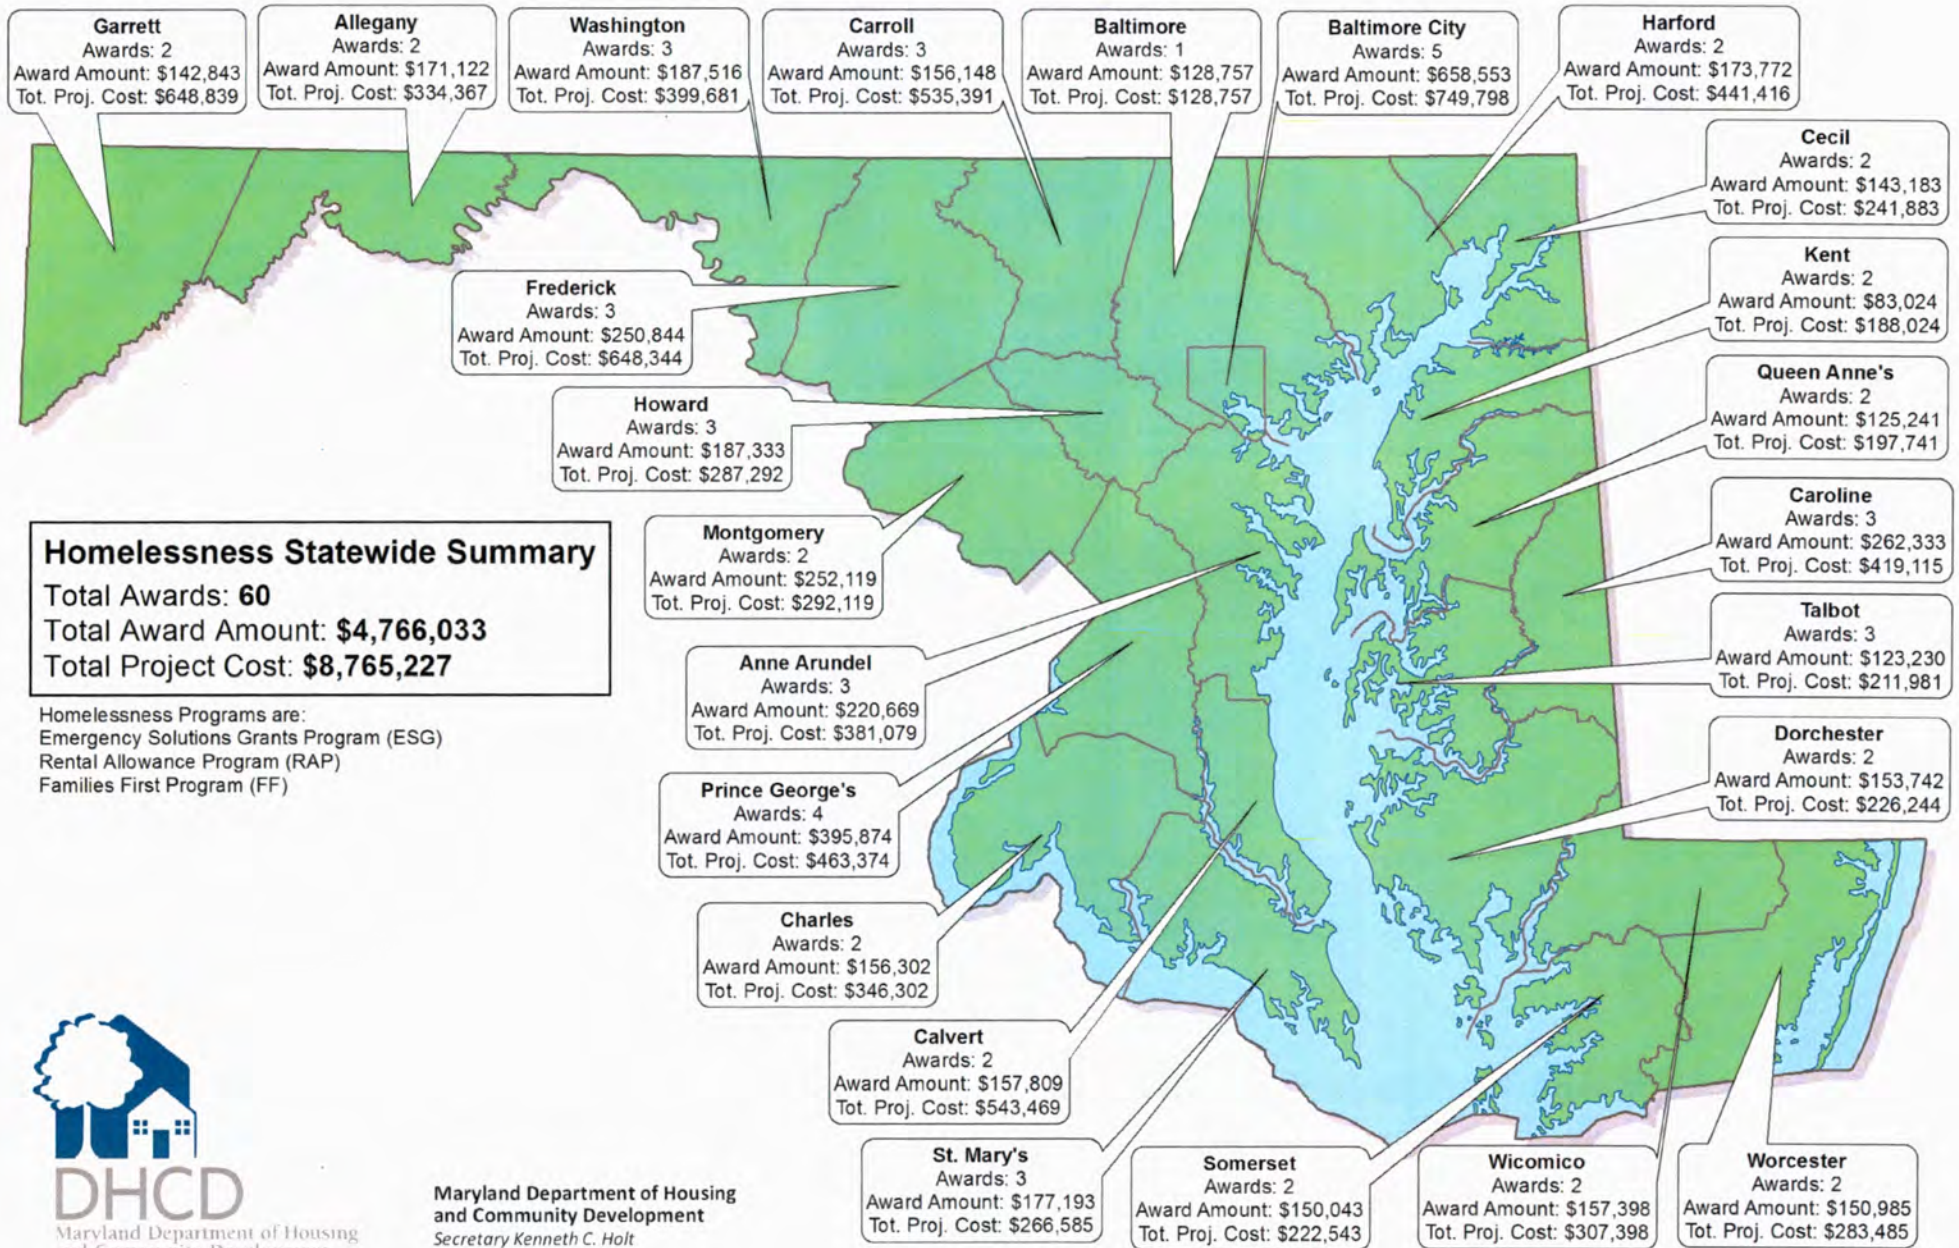 Garrett
Awards: 2
Award Amount: $142,843
Tot. Proj. Cost: $648,839
Allegany
Awards: 2
Award Amount: $171,122
Tot. Proj. Cost: $334,367
Washington
Awards: 3
Award Amount: $187,516
Tot. Proj. Cost: $399,681
Carroll
Awards: 3
Award Amount: $156,148
Tot. Proj. Cost: $535,391
Baltimore
Awards: 1
Award Amount: $128,757
Tot. Proj. Cost: $128,757
Baltimore City
Awards: 5
Award Amount: $658,553
Tot. Proj. Cost: $749,798
Harford
Awards: 2
Award Amount: $173,772
Tot. Proj. Cost: $441,416
Cecil
Awards: 2
Award Amount: $143,183
Tot. Proj. Cost: $241,883
Kent
Awards: 2
Award Amount: $83,024
Tot. Proj. Cost: $188,024
Queen Anne's
Awards: 2
Award Amount: $125,241
Tot. Proj. Cost: $197,741
Caroline
Awards: 3
Award Amount: $262,333
Tot. Proj. Cost: $419,115
Talbot
Awards: 3
Award Amount: $123,230
Tot. Proj. Cost: $211,981
Dorchester
Awards: 2
Award Amount: $153,742
Tot. Proj. Cost: $226,244
Frederick
Awards: 3
Award Amount: $250,844
Tot. Proj. Cost: $648,344
Howard
Awards: 3
Award Amount: $187,333
Tot. Proj. Cost: $287,292
Montgomery
Awards: 2
Award Amount: $252,119
Tot. Proj. Cost: $292,119
Anne Arundel
Awards: 3
Award Amount: $220,669
Tot. Proj. Cost: $381,079
Prince George's
Awards: 4
Award Amount: $395,874
Tot. Proj. Cost: $463,374
Charles
Awards: 2
Award Amount: $156,302
Tot. Proj. Cost: $346,302
Calvert
Awards: 2
Award Amount: $157,809
Tot. Proj. Cost: $543,469
St. Mary's
Awards: 3
Award Amount: $177,193
Tot. Proj. Cost: $266,585
Somerset
Awards: 2
Award Amount: $150,043
Tot. Proj. Cost: $222,543
Wicomico
Awards: 2
Award Amount: $157,398
Tot. Proj. Cost: $307,398
Worcester
Awards: 2
Award Amount: $150,985
Tot. Proj. Cost: $283,485
Homelessness Statewide Summary
Total Awards: 60
Total Award Amount: $4,766,033
Total Project Cost: $8,765,227
Homelessness Programs are:
Emergency Solutions Grants Program (ESG)
Rental Allowance Program (RAP)
Families First Program (FF)
DHCD
Maryland Department of Housing
Maryland Department of Housing
and Community Development
Secretary Kenneth C. Holt